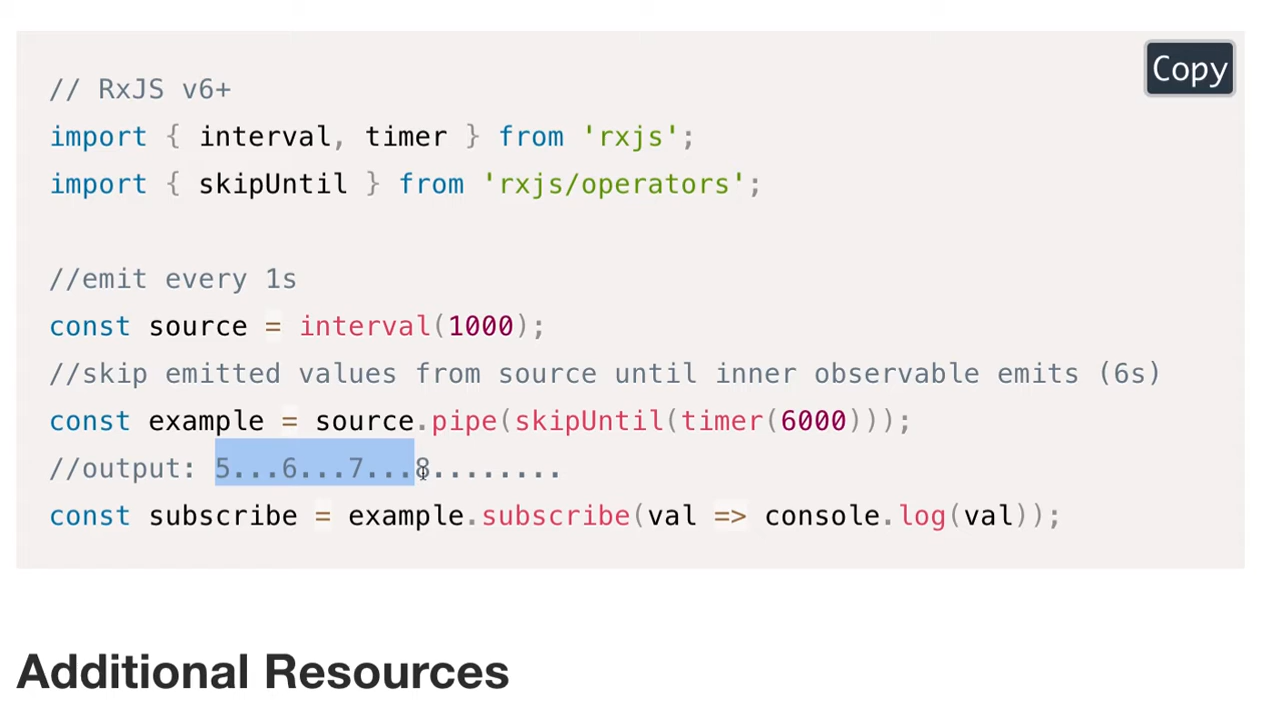 Copy
// RxJS v6+
import { interval, timer } from 'rxjs';
import { skipUntil } from 'rxjs/operators';
//emit every 1s
const source = interval(1000);
//skip emitted values from source until inner observable emits (6s)
const example = source.pipe(skipUntil(timer(6000)));
//output: 5...6...7...8........
const subscribe = example.subscribe(val => console.log(val));
Additional Resources